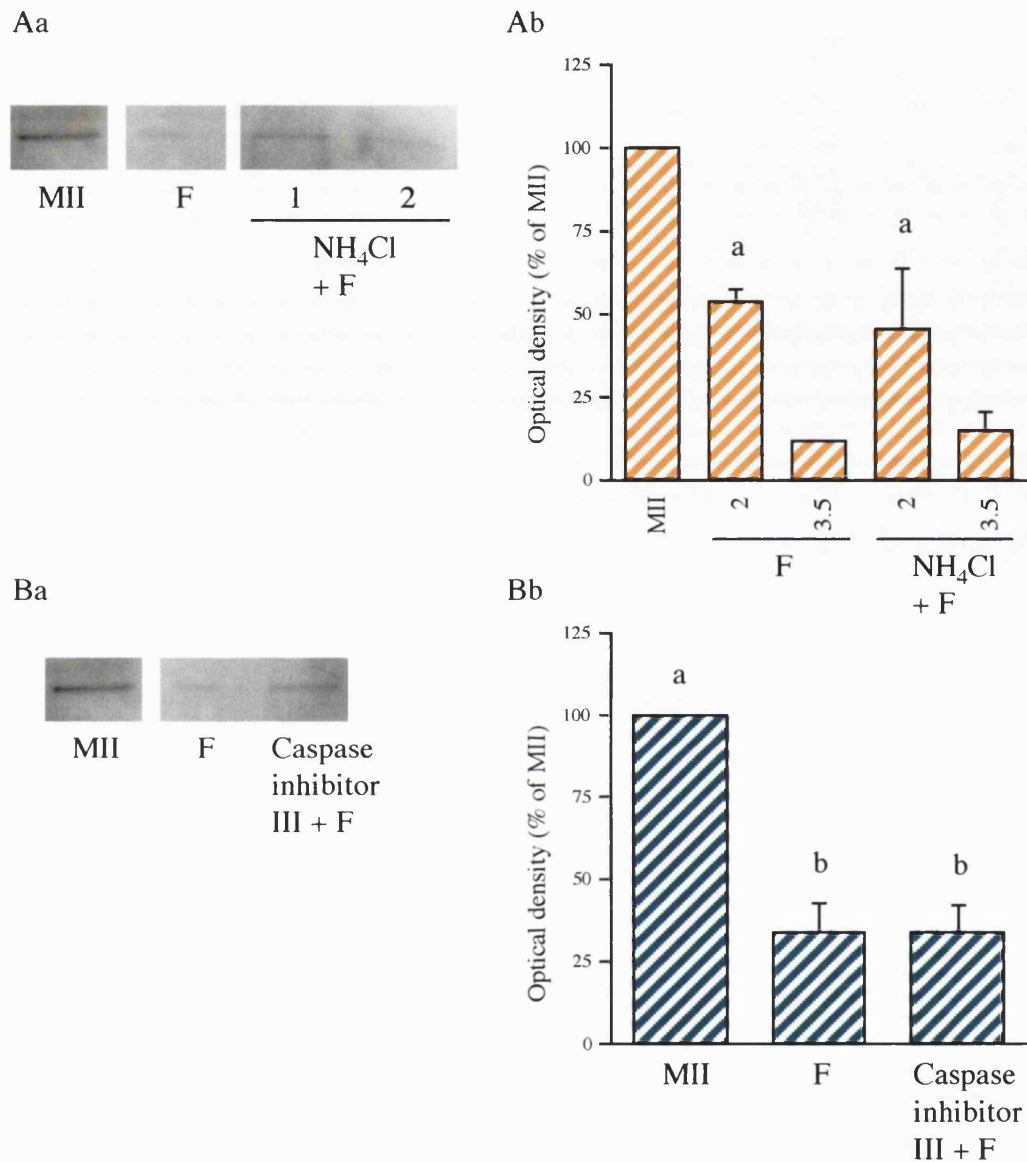 Aa
MII F 1 2
NH₄Cl
+ F
Ab
Optical density (% of MII)
125
100
75
50
25
0
a a
MII 2 3.5 2 3.5
F NH₄Cl
+ F
Ba
MII F Caspase
inhibitor
III + F
Bb
Optical density (% of MII)
125
100
75
50
25
0
a b b
MII F Caspase
inhibitor
III + F